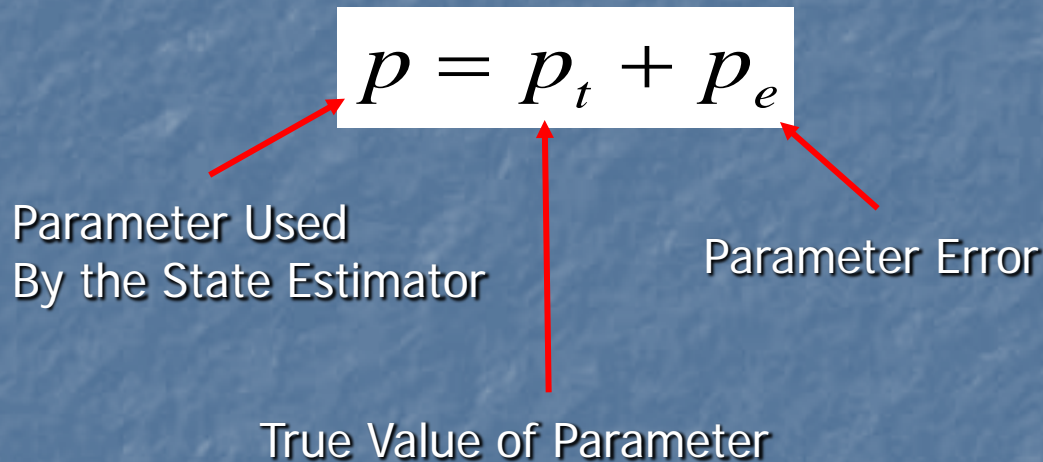 p = p_t + p_e
Parameter Used
By the State Estimator
Parameter Error
True Value of Parameter